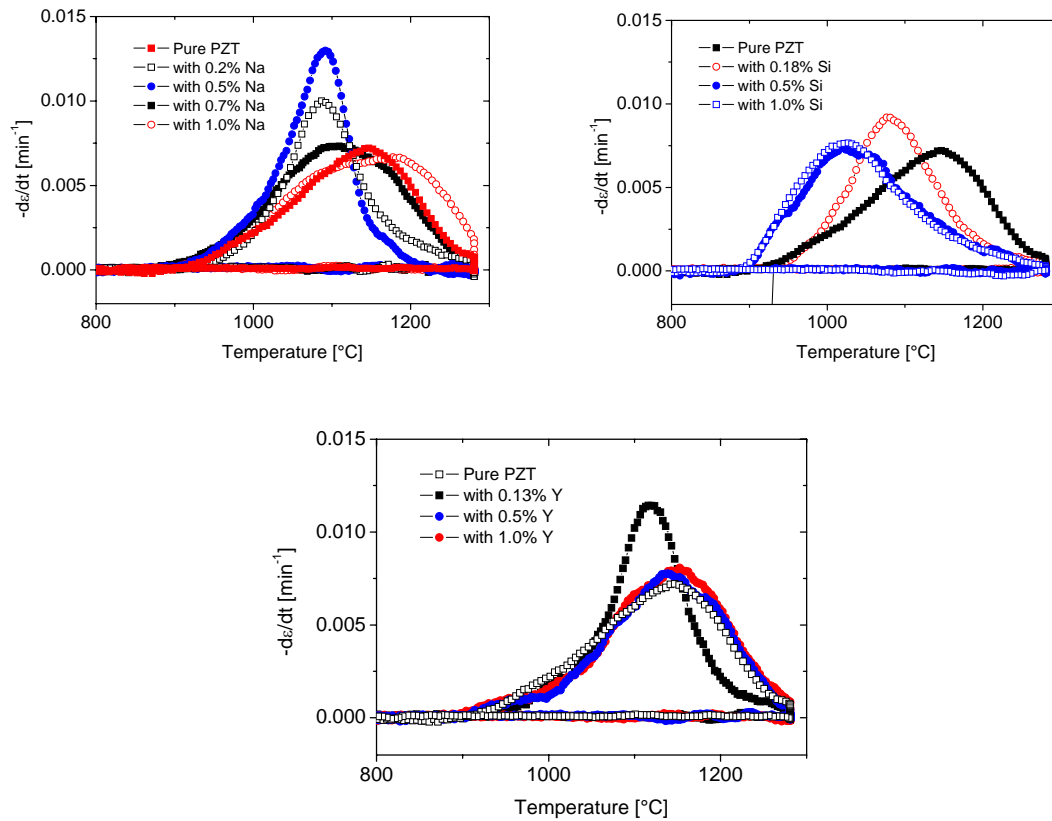 0.015
0.010
0.005
0.000
-dε/dt [min⁻¹]
Pure PZT
with 0.2% Na
with 0.5% Na
with 0.7% Na
with 1.0% Na
800
1000
1200
Temperature [°C]
0.015
0.010
0.005
0.000
-dε/dt [min⁻¹]
Pure PZT
with 0.18% Si
with 0.5% Si
with 1.0% Si
800
1000
1200
Temperature [°C]
0.015
0.010
0.005
0.000
-dε/dt [min⁻¹]
Pure PZT
with 0.13% Y
with 0.5% Y
with 1.0% Y
800
1000
1200
Temperature [°C]